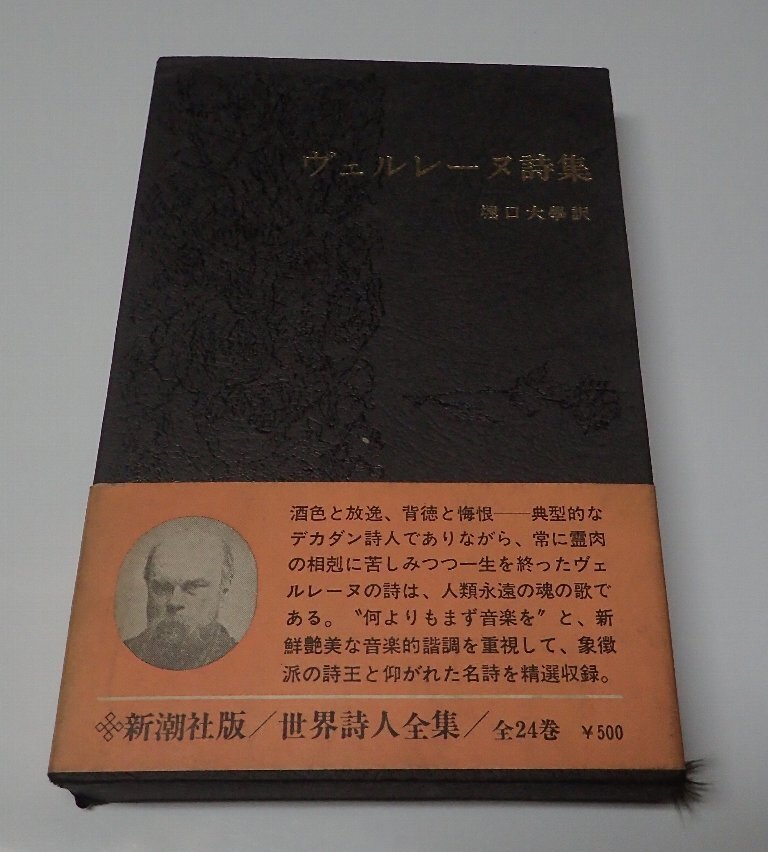 ヴェルレーヌ詩集
堀口大學訳
酒色と放逸、背徳と悔恨──典型的な
デカダン詩人でありながら、常に靈肉
の相剋に苦しみつつ一生を終ったヴェ
ルレーヌの詩は、人類永遠の魂の歌で
ある。〝何よりもまず音楽を〟と、新
鮮艶美な音楽的諧調を重視して、象徴
派の詩王と仰がれた名詩を精選収録。
新潮社版／世界詩人全集／全24巻 ￥500